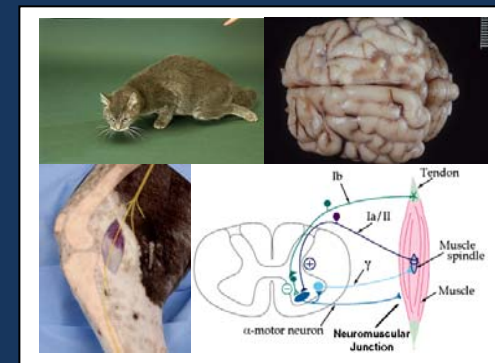 Ib
Tendon
Ia/II
+
γ
Muscle
spindle
−
α-motor neuron
Muscle
Neuromuscular
Junction